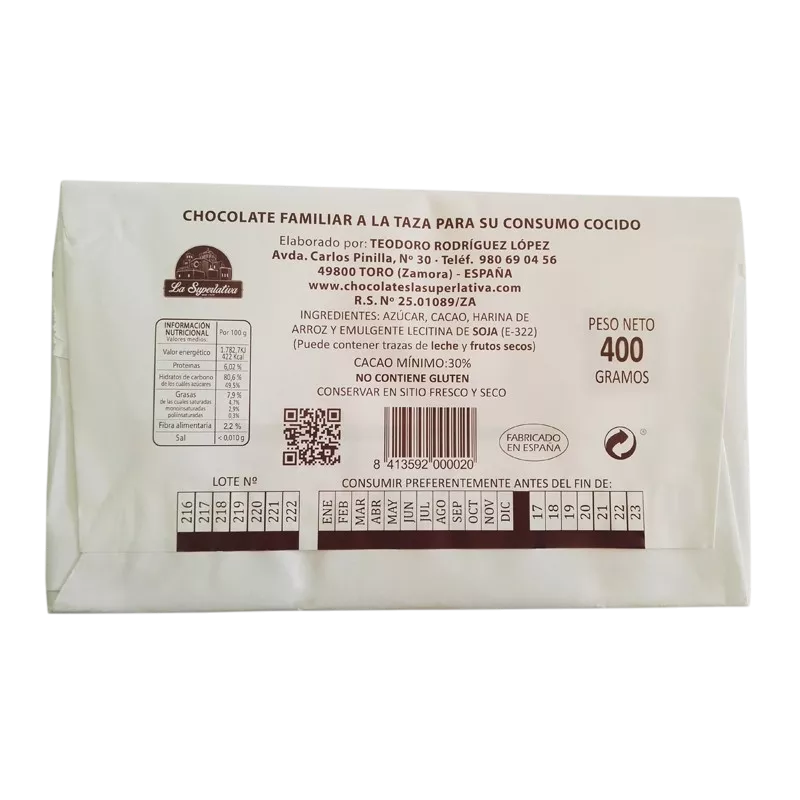 CHOCOLATE FAMILIAR A LA TAZA PARA SU CONSUMO COCIDO
Elaborado por: TEODORO RODRÍGUEZ LÓPEZ
Avda. Carlos Pinilla, Nº 30 - Teléf. 980 69 04 56
49800 TORO (Zamora) - ESPAÑA
www.chocolateslasuperlativa.com
R.S. Nº 25.01089/ZA
La Superlativa
INGREDIENTES: AZÚCAR, CACAO, HARINA DE
ARROZ Y EMULGENTE LECITINA DE SOJA (E-322)
(Puede contener trazas de leche y frutos secos)
CACAO MÍNIMO:30%
NO CONTIENE GLUTEN
CONSERVAR EN SITIO FRESCO Y SECO
PESO NETO
400
GRAMOS
INFORMACIÓN NUTRICIONAL Valores medios: Por 100 g
Valor energético 1.782,7KJ 422 Kcal
Proteinas 6,02 %
Hidratos de carbono 80,6 %
de los cuales azúcares 49,5%
Grasas 7,9 %
de las cuales saturadas 4,7%
monoinsaturadas 2,9%
poliinsaturadas 0,3%
Fibra alimentaria 2,2 %
Sal < 0,010 g
8 413592 000020
FABRICADO
EN ESPAÑA
®
LOTE Nº
216 217 218 219 220 221 222
CONSUMIR PREFERENTEMENTE ANTES DEL FIN DE:
ENE FEB MAR ABR MAY JUN JUL AGO SEP OCT NOV DIC 17 18 19 20 21 22 23